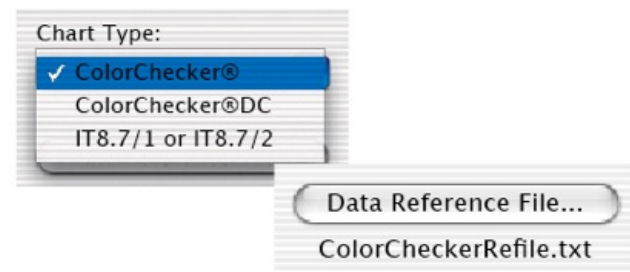 Chart Type:
✓ ColorChecker®
ColorChecker®DC
IT8.7/1 or IT8.7/2
Data Reference File...
ColorCheckerRefile.txt